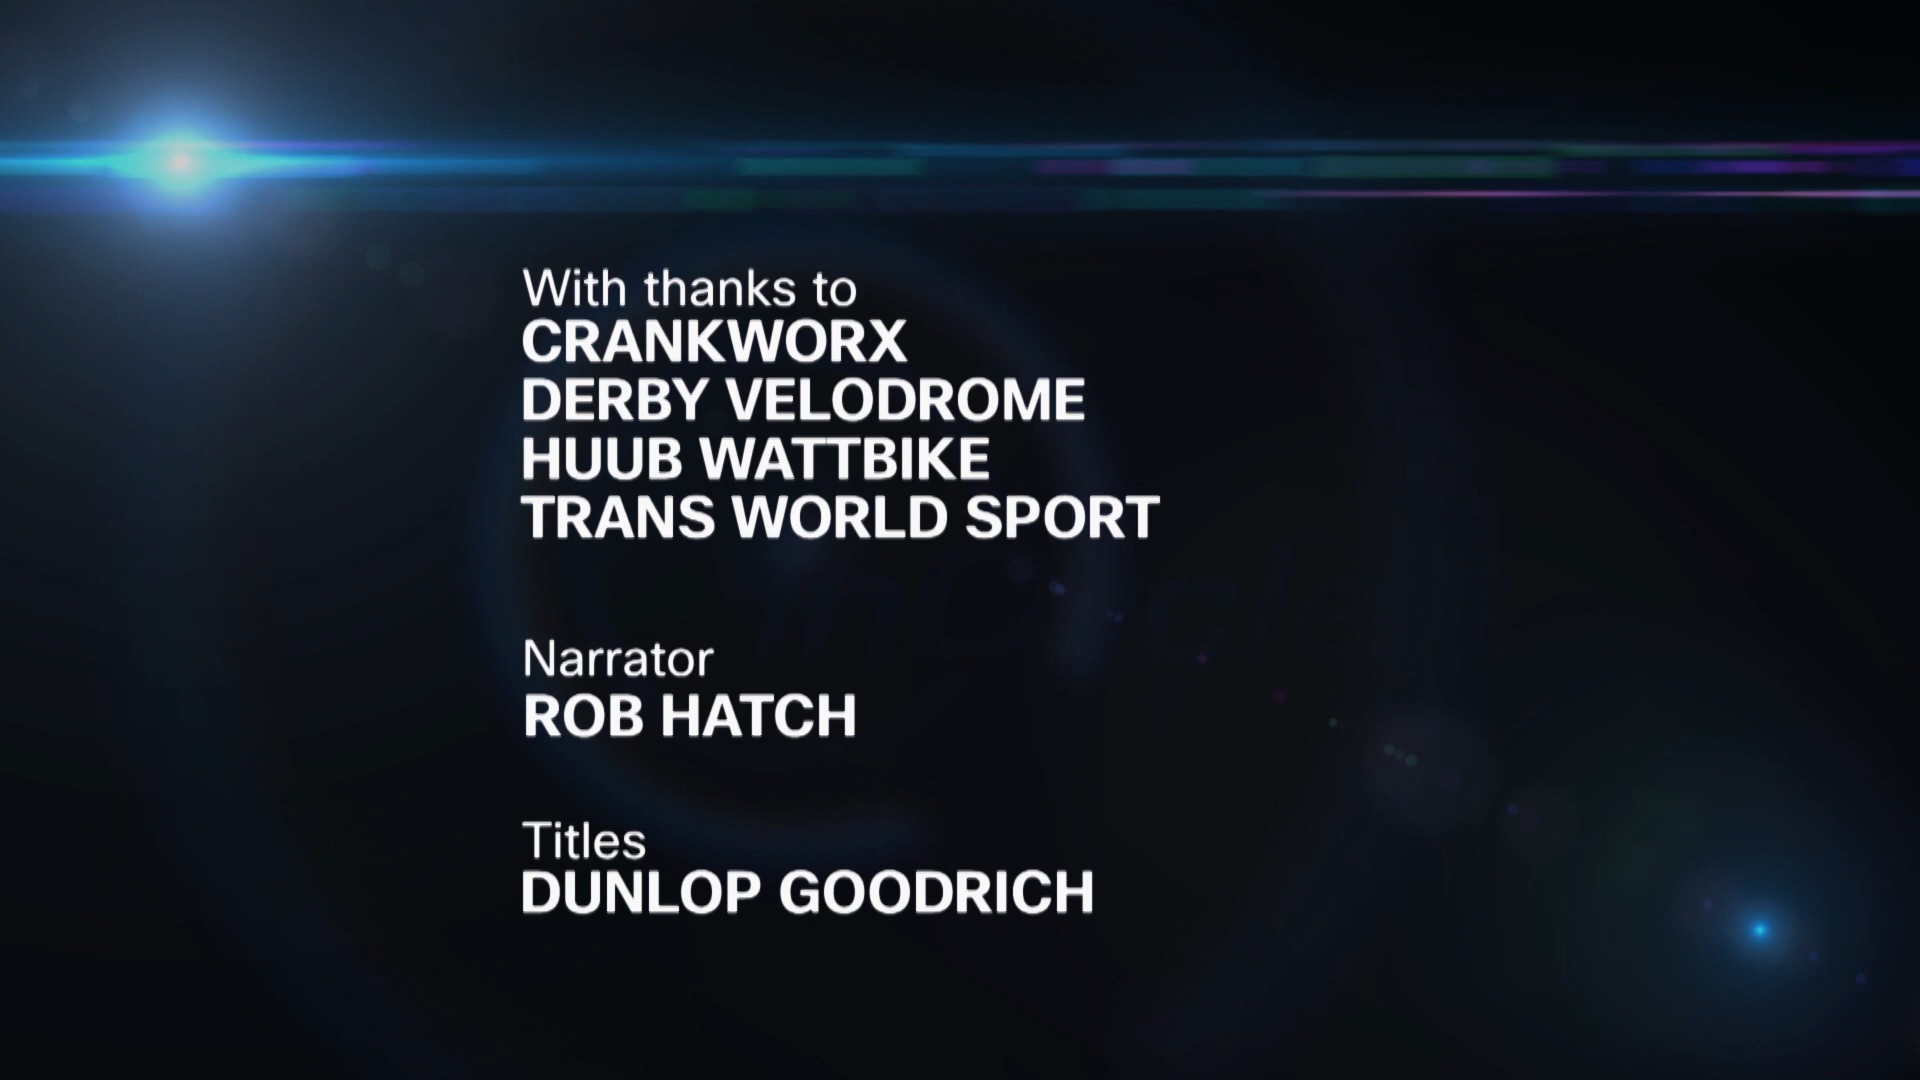 With thanks to
CRANKWORX
DERBY VELODROME
HUUB WATTBIKE
TRANS WORLD SPORT
Narrator
ROB HATCH
Titles
DUNLOP GOODRICH